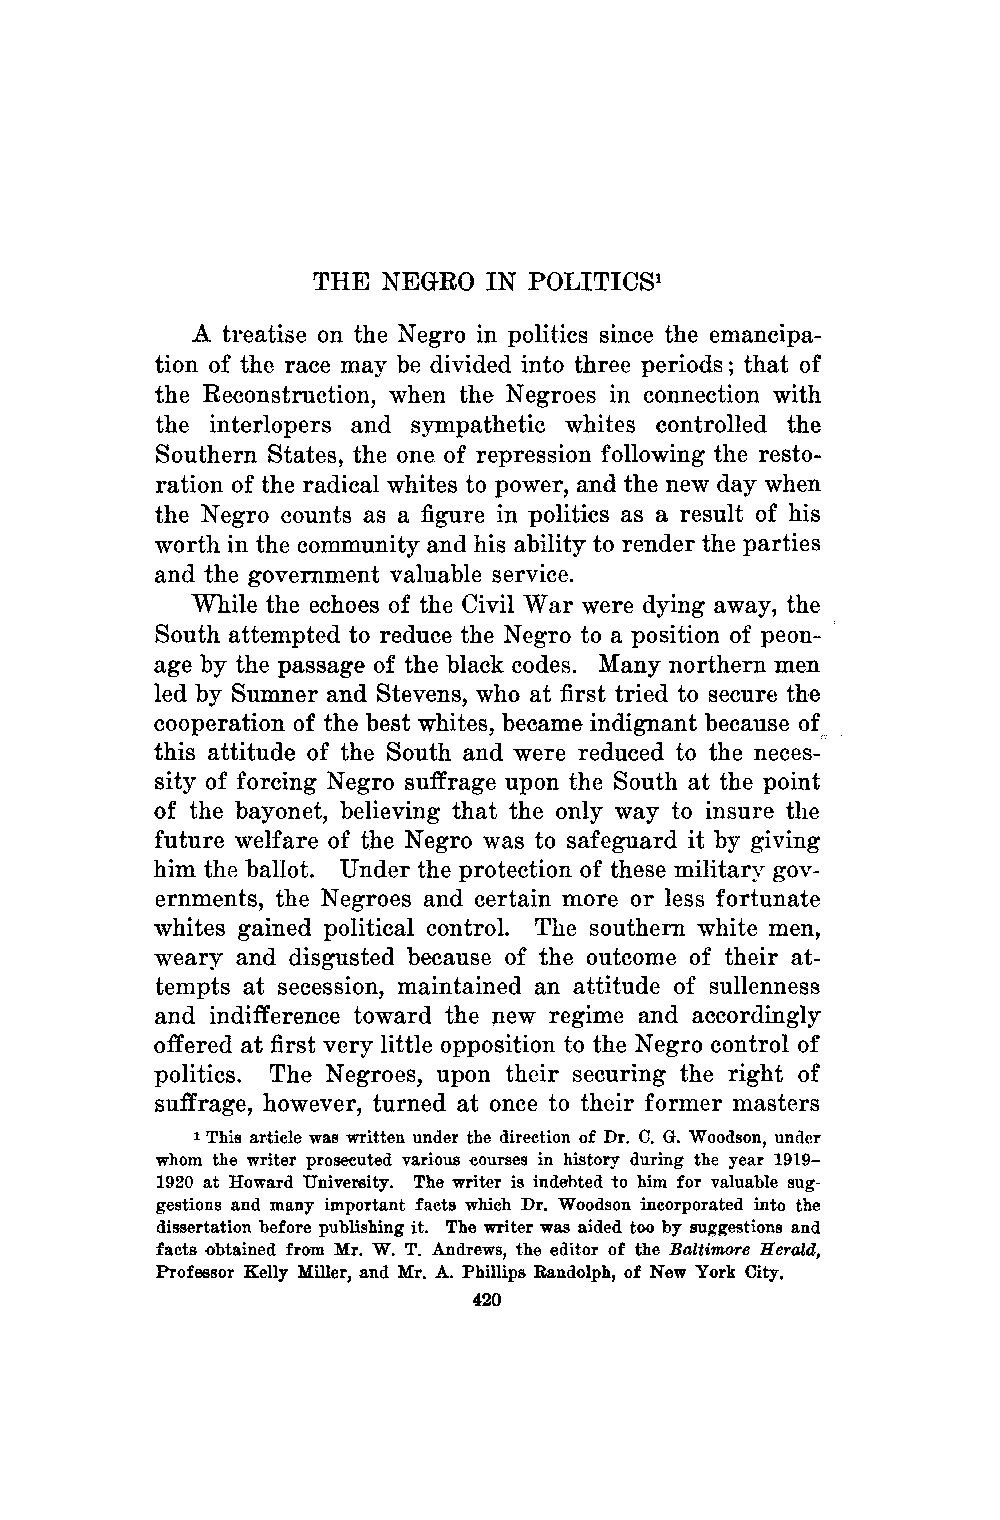 THE NEGRO IN POLITICS¹
A treatise on the Negro in politics since the emancipa-
tion of the race may be divided into three periods; that of
the Reconstruction, when the Negroes in connection with
the interlopers and sympathetic whites controlled the
Southern States, the one of repression following the resto-
ration of the radical whites to power, and the new day when
the Negro counts as a figure in politics as a result of his
worth in the community and his ability to render the parties
and the government valuable service.
While the echoes of the Civil War were dying away, the
South attempted to reduce the Negro to a position of peon-
age by the passage of the black codes. Many northern men
led by Sumner and Stevens, who at first tried to secure the
cooperation of the best whites, became indignant because of
this attitude of the South and were reduced to the neces-
sity of forcing Negro suffrage upon the South at the point
of the bayonet, believing that the only way to insure the
future welfare of the Negro was to safeguard it by giving
him the ballot. Under the protection of these military gov-
ernments, the Negroes and certain more or less fortunate
whites gained political control. The southern white men,
weary and disgusted because of the outcome of their at-
tempts at secession, maintained an attitude of sullenness
and indifference toward the new regime and accordingly
offered at first very little opposition to the Negro control of
politics. The Negroes, upon their securing the right of
suffrage, however, turned at once to their former masters
¹ This article was written under the direction of Dr. C. G. Woodson, under
whom the writer prosecuted various courses in history during the year 1919–
1920 at Howard University. The writer is indebted to him for valuable sug-
gestions and many important facts which Dr. Woodson incorporated into the
dissertation before publishing it. The writer was aided too by suggestions and
facts obtained from Mr. W. T. Andrews, the editor of the Baltimore Herald,
Professor Kelly Miller, and Mr. A. Phillips Randolph, of New York City.
420